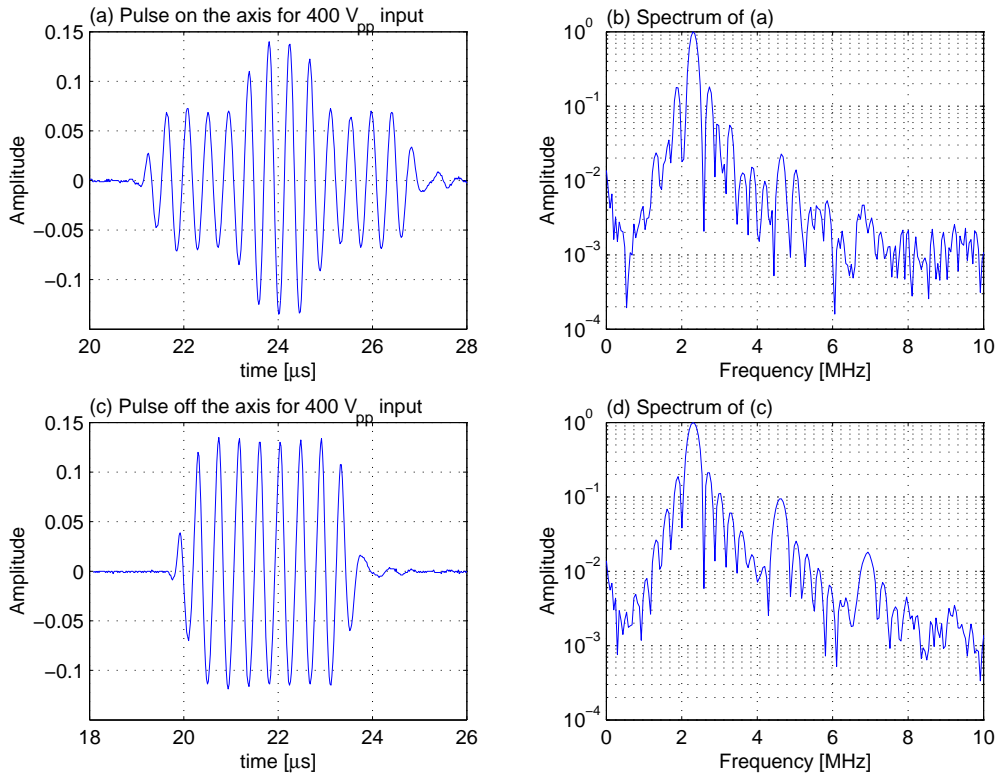 (a) Pulse on the axis for 400 V_pp input
0.15
0.1
0.05
0
−0.05
−0.1
20 22 24 26 28
time [μs]
Amplitude
(b) Spectrum of (a)
10^0
10^−1
10^−2
10^−3
10^−4
0 2 4 6 8 10
Frequency [MHz]
Amplitude
(c) Pulse off the axis for 400 V_pp input
0.15
0.1
0.05
0
−0.05
−0.1
18 20 22 24 26
time [μs]
Amplitude
(d) Spectrum of (c)
10^0
10^−1
10^−2
10^−3
10^−4
0 2 4 6 8 10
Frequency [MHz]
Amplitude